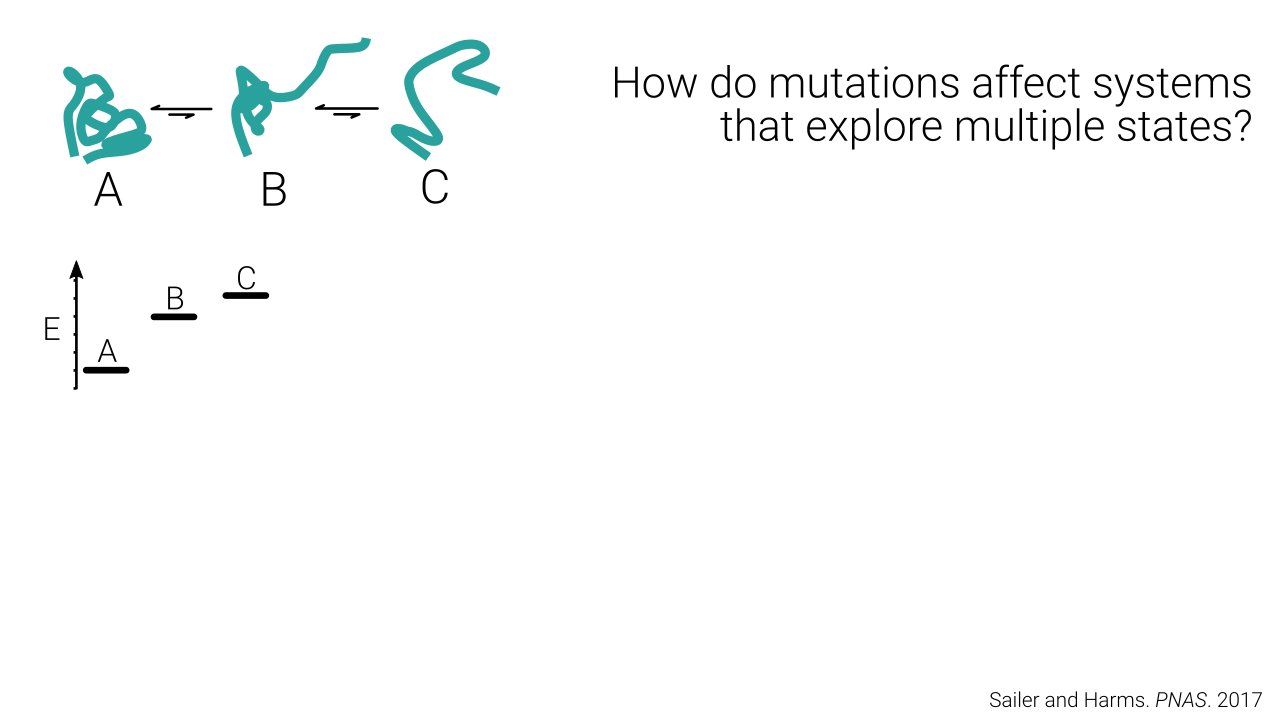 How do mutations affect systems
that explore multiple states?
A
B
C
E
A
B
C
Sailer and Harms. PNAS. 2017